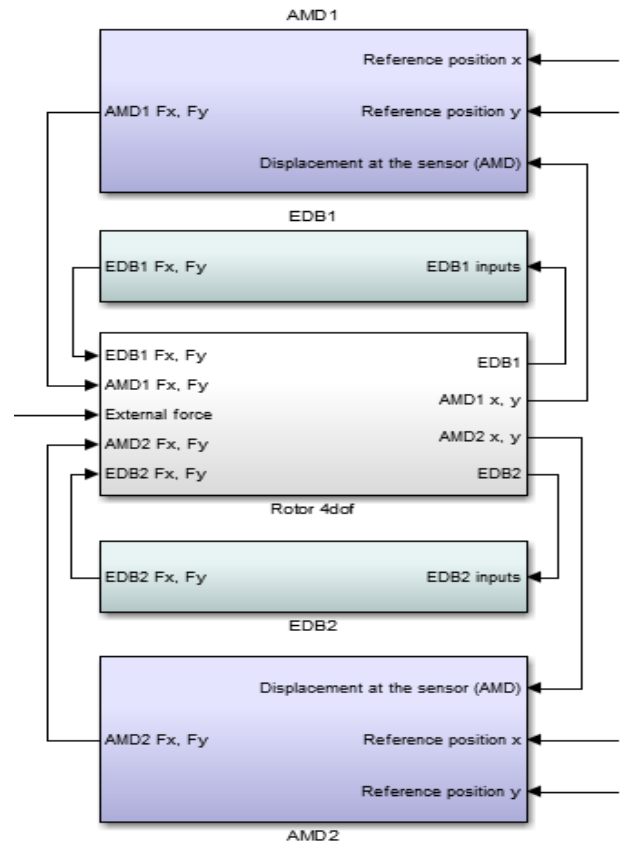 AMD1
Reference position x
AMD1 Fx, Fy
Reference position y
Displacement at the sensor (AMD)
EDB1
EDB1 Fx, Fy
EDB1 inputs
EDB1 Fx, Fy
EDB1
AMD1 Fx, Fy
AMD1 x, y
External force
AMD2 Fx, Fy
AMD2 x, y
EDB2 Fx, Fy
EDB2
Rotor 4dof
EDB2 Fx, Fy
EDB2 inputs
EDB2
Displacement at the sensor (AMD)
AMD2 Fx, Fy
Reference position x
Reference position y
AMD2